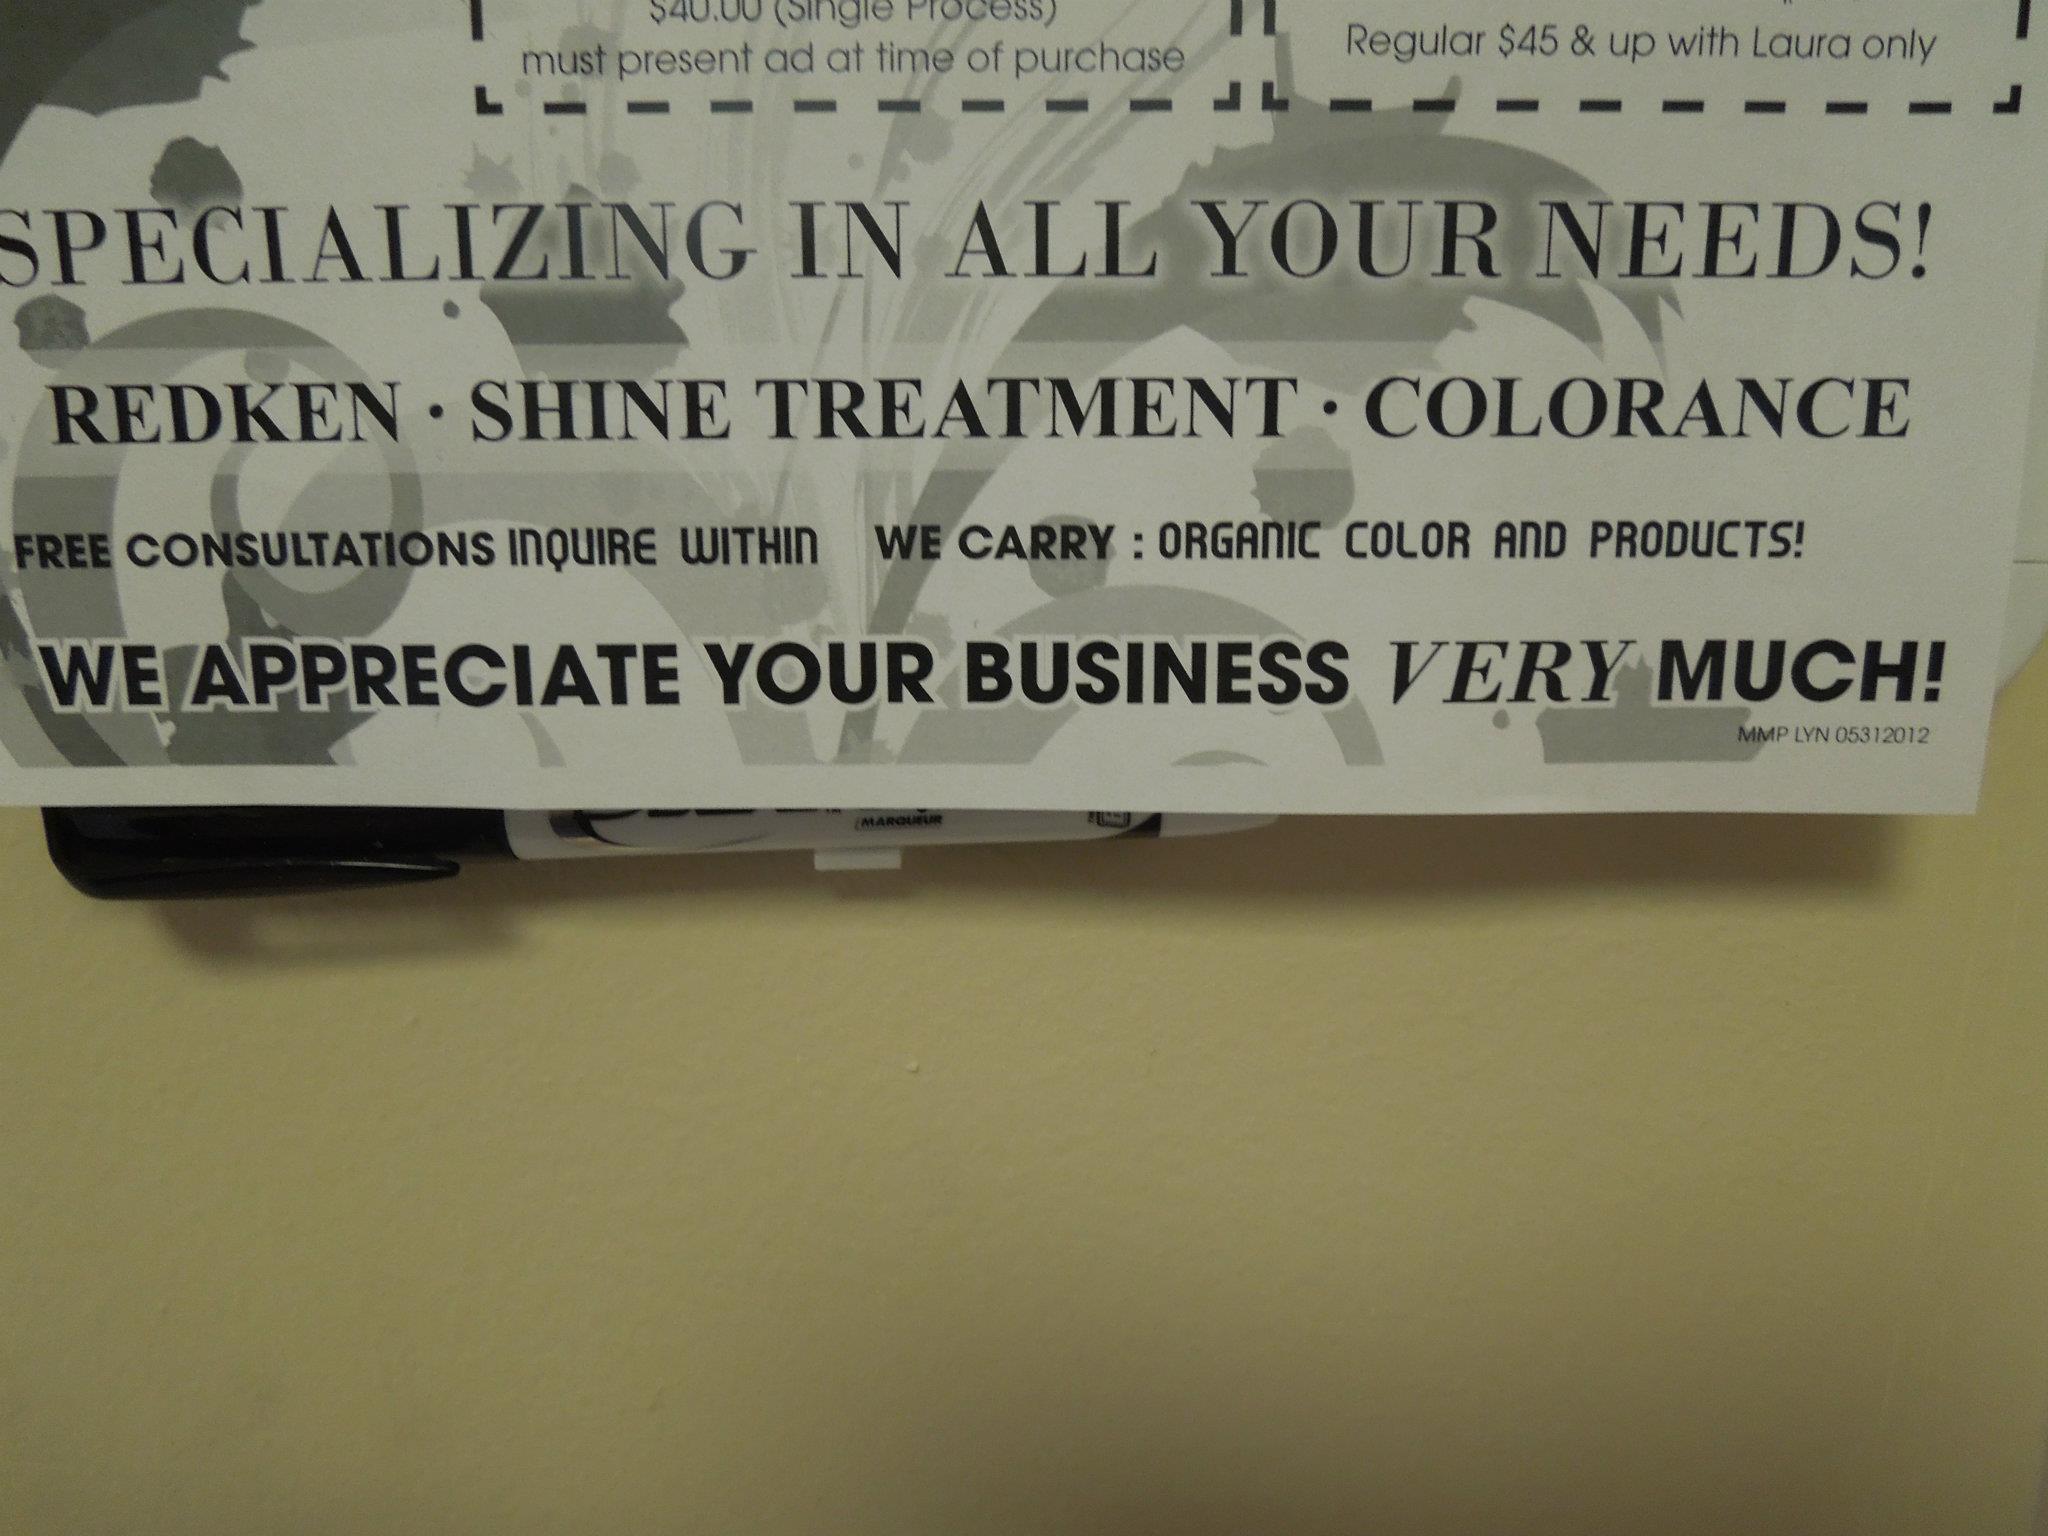 $40.00 (Single Process)
must present ad at time of purchase
Regular $45 & up with Laura only
SPECIALIZING IN ALL YOUR NEEDS!
REDKEN · SHINE TREATMENT · COLORANCE
FREE CONSULTATIONS INQUIRE WITHIN WE CARRY : ORGANIC COLOR AND PRODUCTS!
WE APPRECIATE YOUR BUSINESS VERY MUCH!
MMP LYN 05312012
MARQUEUR